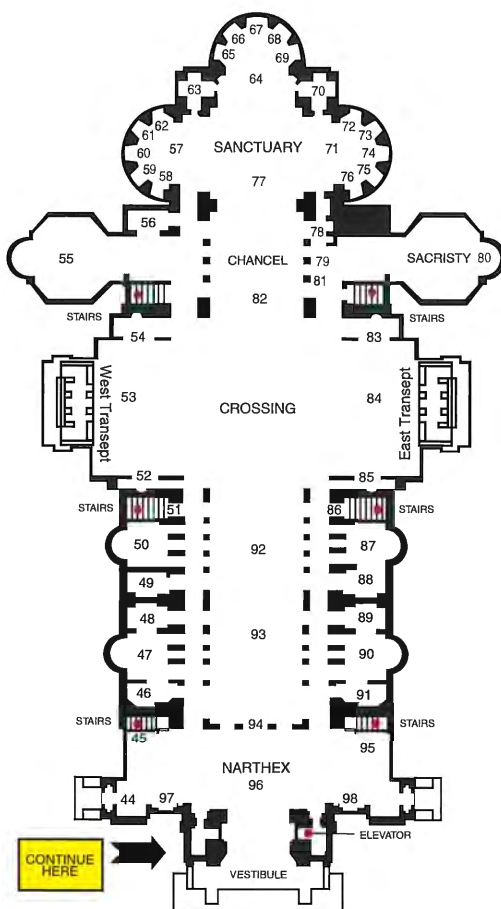 67
66 68
65 69
64
63 70
62 72
61 73
60 57 SANCTUARY 71 74
59 75
58 76
77
56 78
55 CHANCEL 79 SACRISTY 80
81
82
STAIRS STAIRS
54 83
West Transept 53 84 East Transept
CROSSING
52 85
STAIRS 51 86 STAIRS
50 92 87
49 88
48 89
93
47 90
46 91
STAIRS 94 STAIRS
45 95
NARTHEX
96
44 97 98
ELEVATOR
CONTINUE
HERE
VESTIBULE